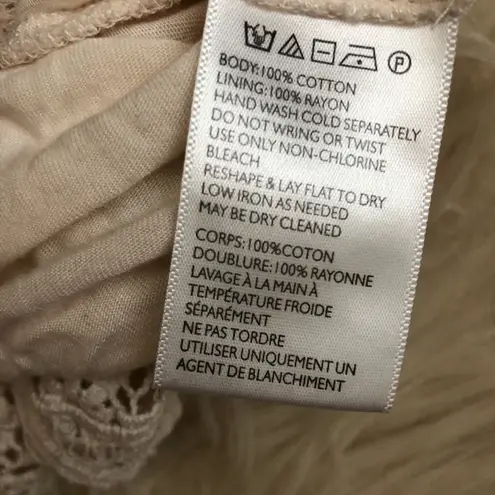 P
BODY:100% COTTON
LINING:100% RAYON
HAND WASH COLD SEPARATELY
DO NOT WRING OR TWIST
USE ONLY NON-CHLORINE
BLEACH
RESHAPE & LAY FLAT TO DRY
LOW IRON AS NEEDED
MAY BE DRY CLEANED
CORPS:100%COTON
DOUBLURE:100% RAYONNE
LAVAGE À LA MAIN À
TEMPÉRATURE FROIDE
SÉPARÉMENT
NE PAS TORDRE
UTILISER UNIQUEMENT UN
AGENT DE BLANCHIMENT